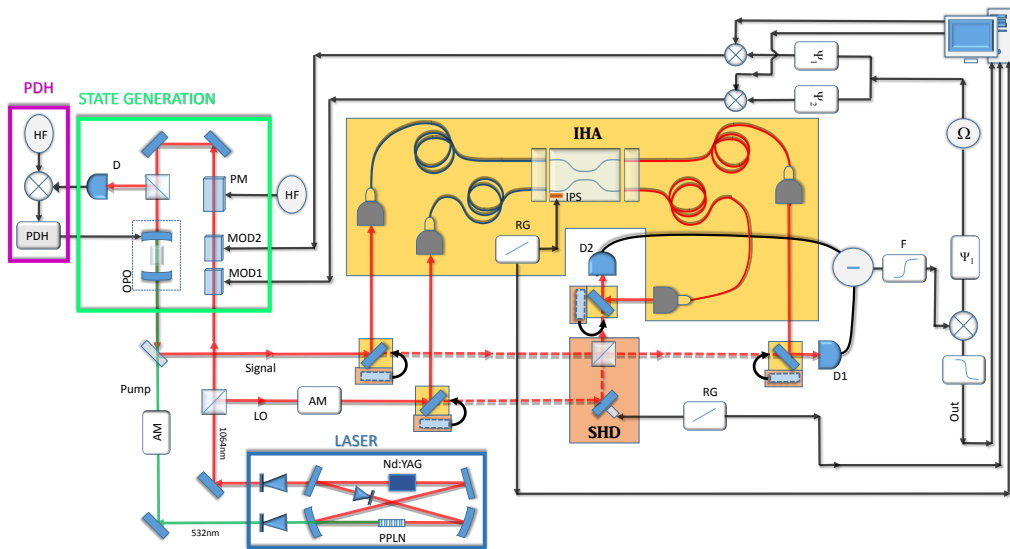 PDH
STATE GENERATION
HF
D
PM
HF
PDH
MOD2
MOD1
OPO
IHA
IPS
RG
D2
F
Ψ1
Ψ2
Ω
Ψ1
−
Signal
Pump
LO
AM
AM
1064nm
D1
RG
SHD
Out
LASER
Nd:YAG
PPLN
532nm